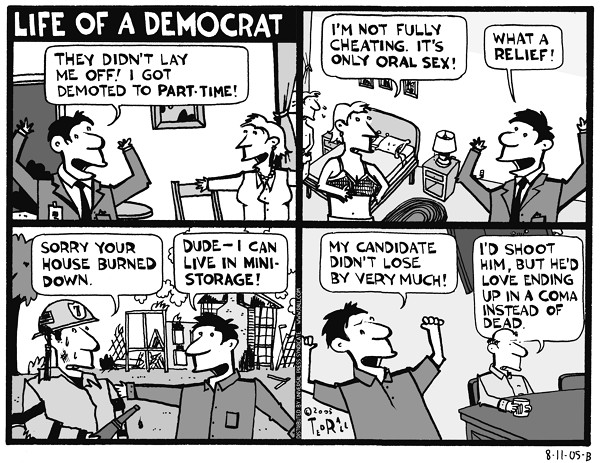 LIFE OF A DEMOCRAT
THEY DIDN'T LAY
ME OFF! I GOT
DEMOTED TO PART-TIME!
I'M NOT FULLY
CHEATING. IT'S
ONLY ORAL SEX!
WHAT A
RELIEF!
SORRY YOUR
HOUSE BURNED
DOWN.
DUDE— I CAN
LIVE IN MINI-
STORAGE!
7
MY CANDIDATE
DIDN'T LOSE
BY VERY MUCH!
I'D SHOOT
HIM, BUT HE'D
LOVE ENDING
UP IN A COMA
INSTEAD OF
DEAD.
©2005
TED RALL
8-11-05-B